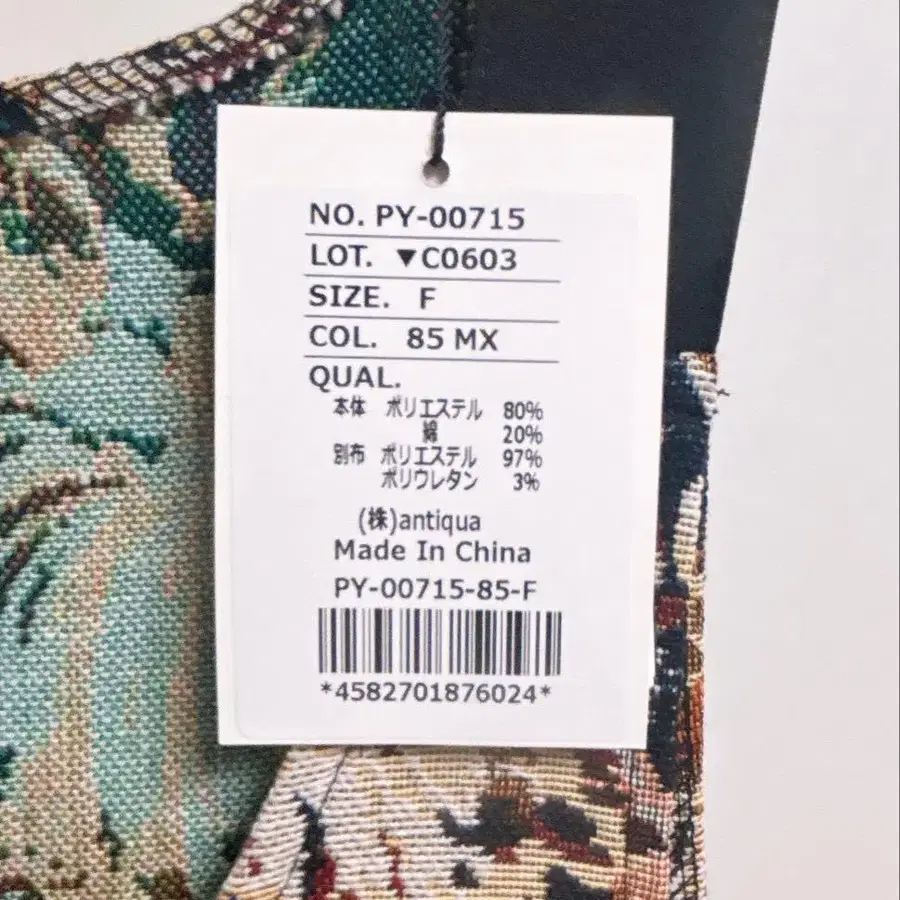 NO. PY-00715
LOT. ▼C0603
SIZE. F
COL. 85 MX
QUAL.
本体 ポリエステル 80%
綿 20%
別布 ポリエステル 97%
ポリウレタン 3%
(株)antiqua
Made In China
PY-00715-85-F
*4582701876024*